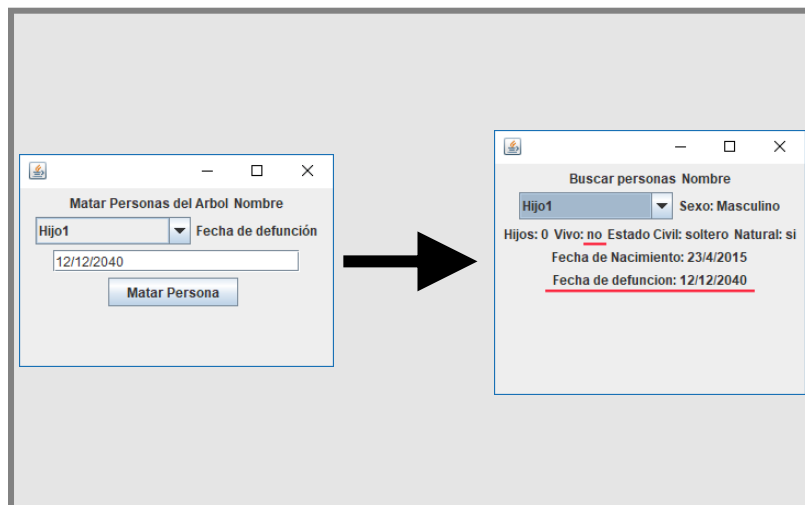 Matar Personas del Arbol Nombre
Hijo1 Fecha de defunción
12/12/2040
Matar Persona
Buscar personas Nombre
Hijo1 Sexo: Masculino
Hijos: 0 Vivo: no Estado Civil: soltero Natural: si
Fecha de Nacimiento: 23/4/2015
Fecha de defuncion: 12/12/2040